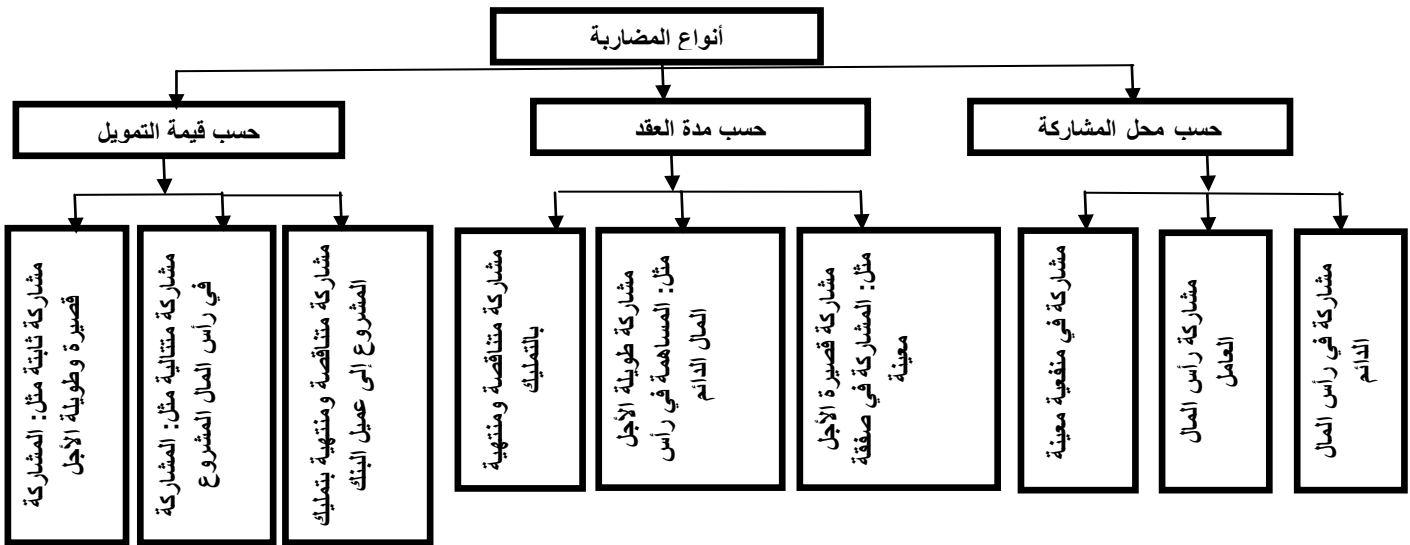 أنواع المضاربة
حسب محل المشاركة
حسب مدة العقد
حسب قيمة التمويل
مشاركة في رأس المال
الدائم
مشاركة رأس المال
العامل
مشاركة في منفعية معينة
مشاركة قصيرة الأجل
مثل: المشاركة في صفقة
معينة
مشاركة طويلة الأجل
مثل: المساهمة في رأس
المال الدائم
مشاركة متناقصة ومنتهية
بالتمليك
مشاركة متناقصة ومنتهية بتمليك
المشروع إلى عميل البنك
مشاركة متتالية مثل: المشاركة
في رأس المال المشروع
مشاركة ثابتة مثل: المشاركة
قصيرة وطويلة الأجل